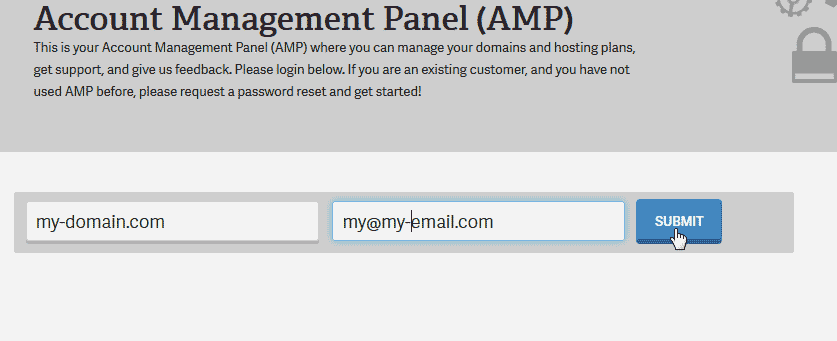 Account Management Panel (AMP)
This is your Account Management Panel (AMP) where you can manage your domains and hosting plans,
get support, and give us feedback. Please login below. If you are an existing customer, and you have not
used AMP before, please request a password reset and get started!
my-domain.com my@my-email.com SUBMIT